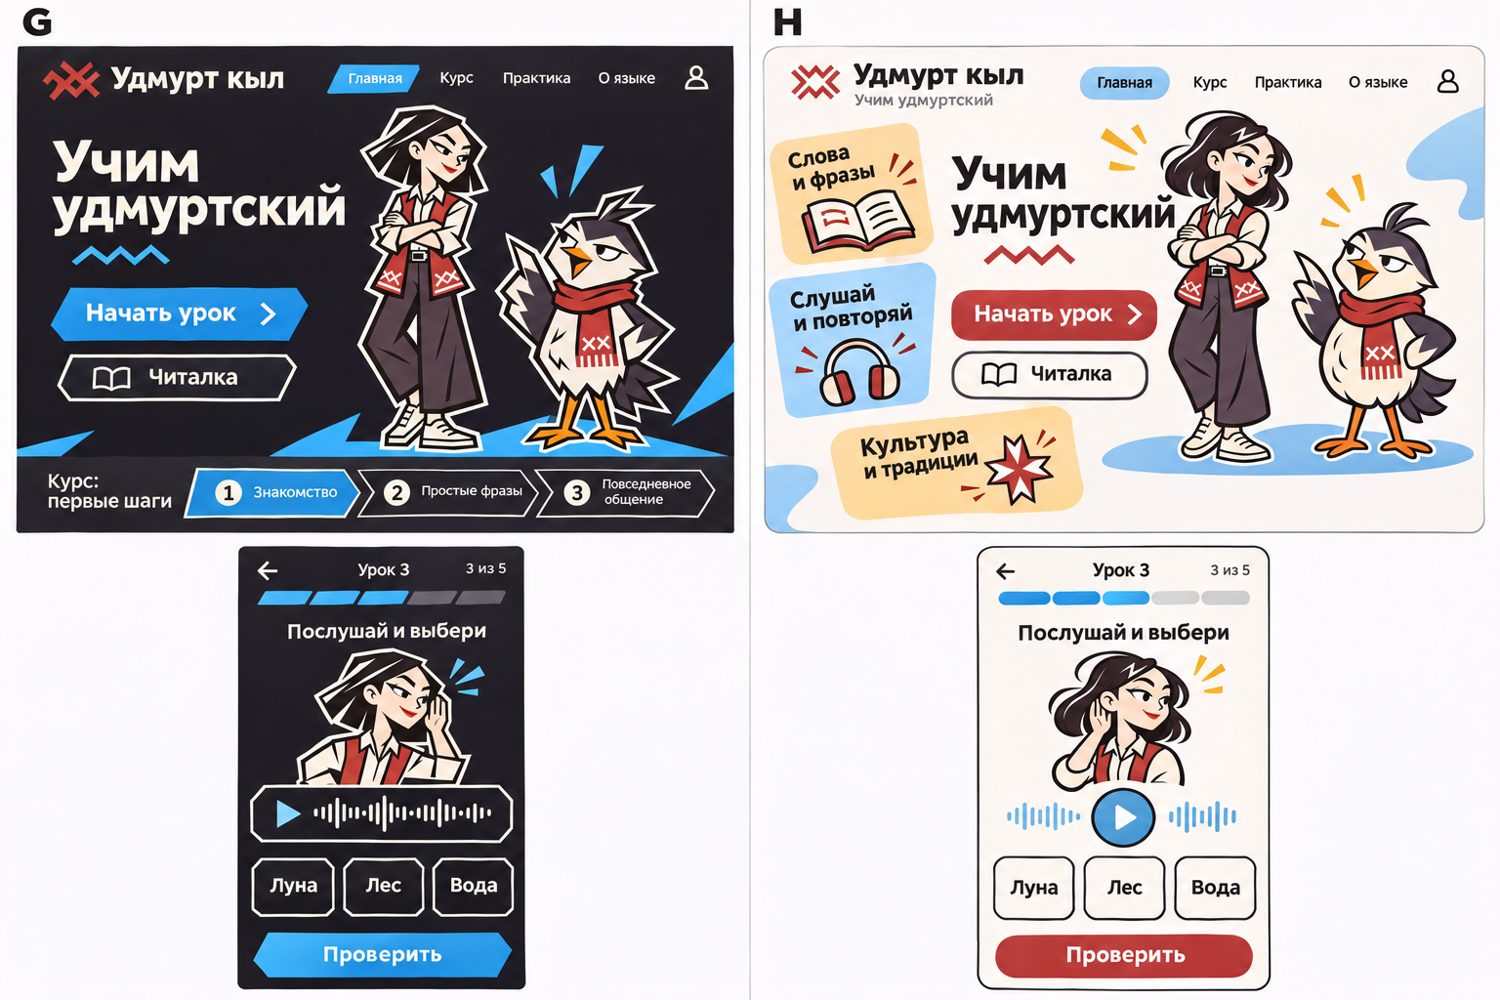 G
Удмурт кыл
Главная
Курс
Практика
О языке
Учим
удмуртский
Начать урок
Читалка
Курс:
первые шаги
1 Знакомство
2 Простые фразы
3 Повседневное
общение
Урок 3
3 из 5
Послушай и выбери
Луна
Лес
Вода
Проверить
H
Удмурт кыл
Учим удмуртский
Главная
Курс
Практика
О языке
Слова
и фразы
Слушай
и повторяй
Культура
и традиции
Учим
удмуртский
Начать урок
Читалка
Урок 3
3 из 5
Послушай и выбери
Луна
Лес
Вода
Проверить